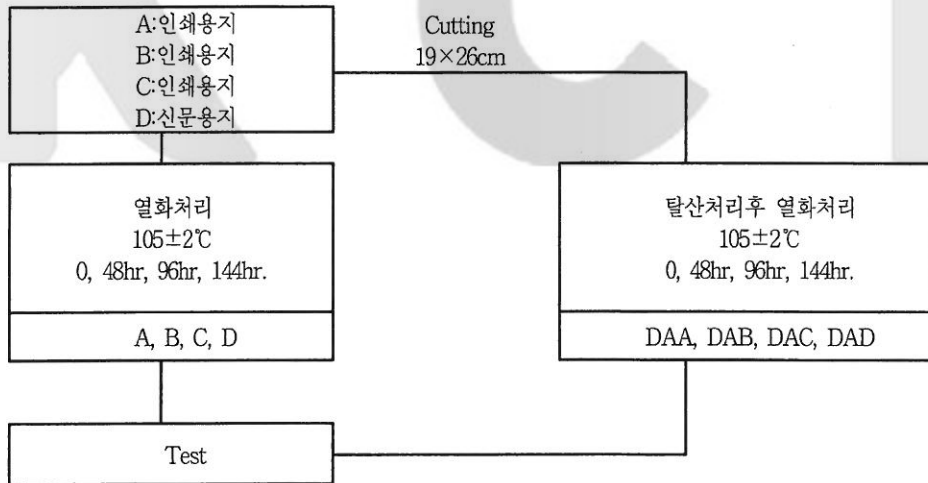 A:인쇄용지
B:인쇄용지
C:인쇄용지
D:신문용지
Cutting
19×26cm
열화처리
105±2℃
0, 48hr, 96hr, 144hr.
A, B, C, D
탈산처리후 열화처리
105±2℃
0, 48hr, 96hr, 144hr.
DAA, DAB, DAC, DAD
Test